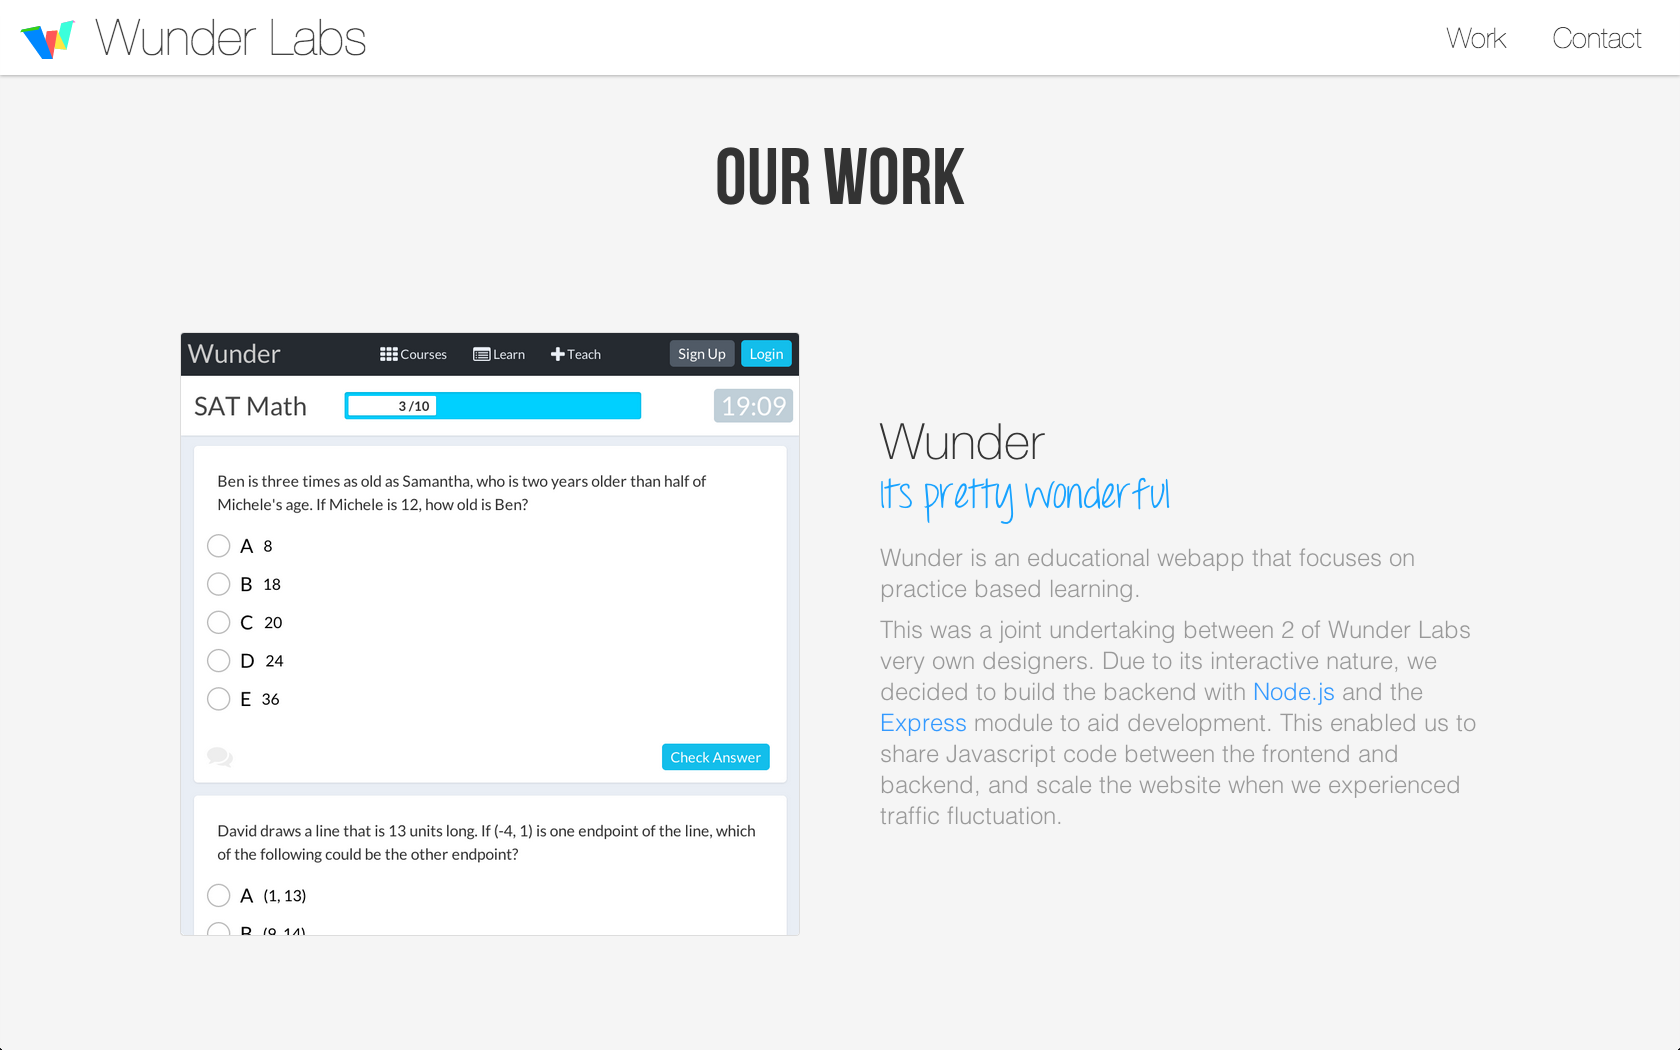 Wunder Labs
Work
Contact
OUR WORK
Wunder
Courses
Learn
Teach
Sign Up
Login
SAT Math
3 /10
19:09
Ben is three times as old as Samantha, who is two years older than half of
Michele's age. If Michele is 12, how old is Ben?
A 8
B 18
C 20
D 24
E 36
Check Answer
David draws a line that is 13 units long. If (-4, 1) is one endpoint of the line, which
of the following could be the other endpoint?
A (1, 13)
B (9, 14)
Wunder
Its pretty wonderful
Wunder is an educational webapp that focuses on
practice based learning.
This was a joint undertaking between 2 of Wunder Labs
very own designers. Due to its interactive nature, we
decided to build the backend with Node.js and the
Express module to aid development. This enabled us to
share Javascript code between the frontend and
backend, and scale the website when we experienced
traffic fluctuation.